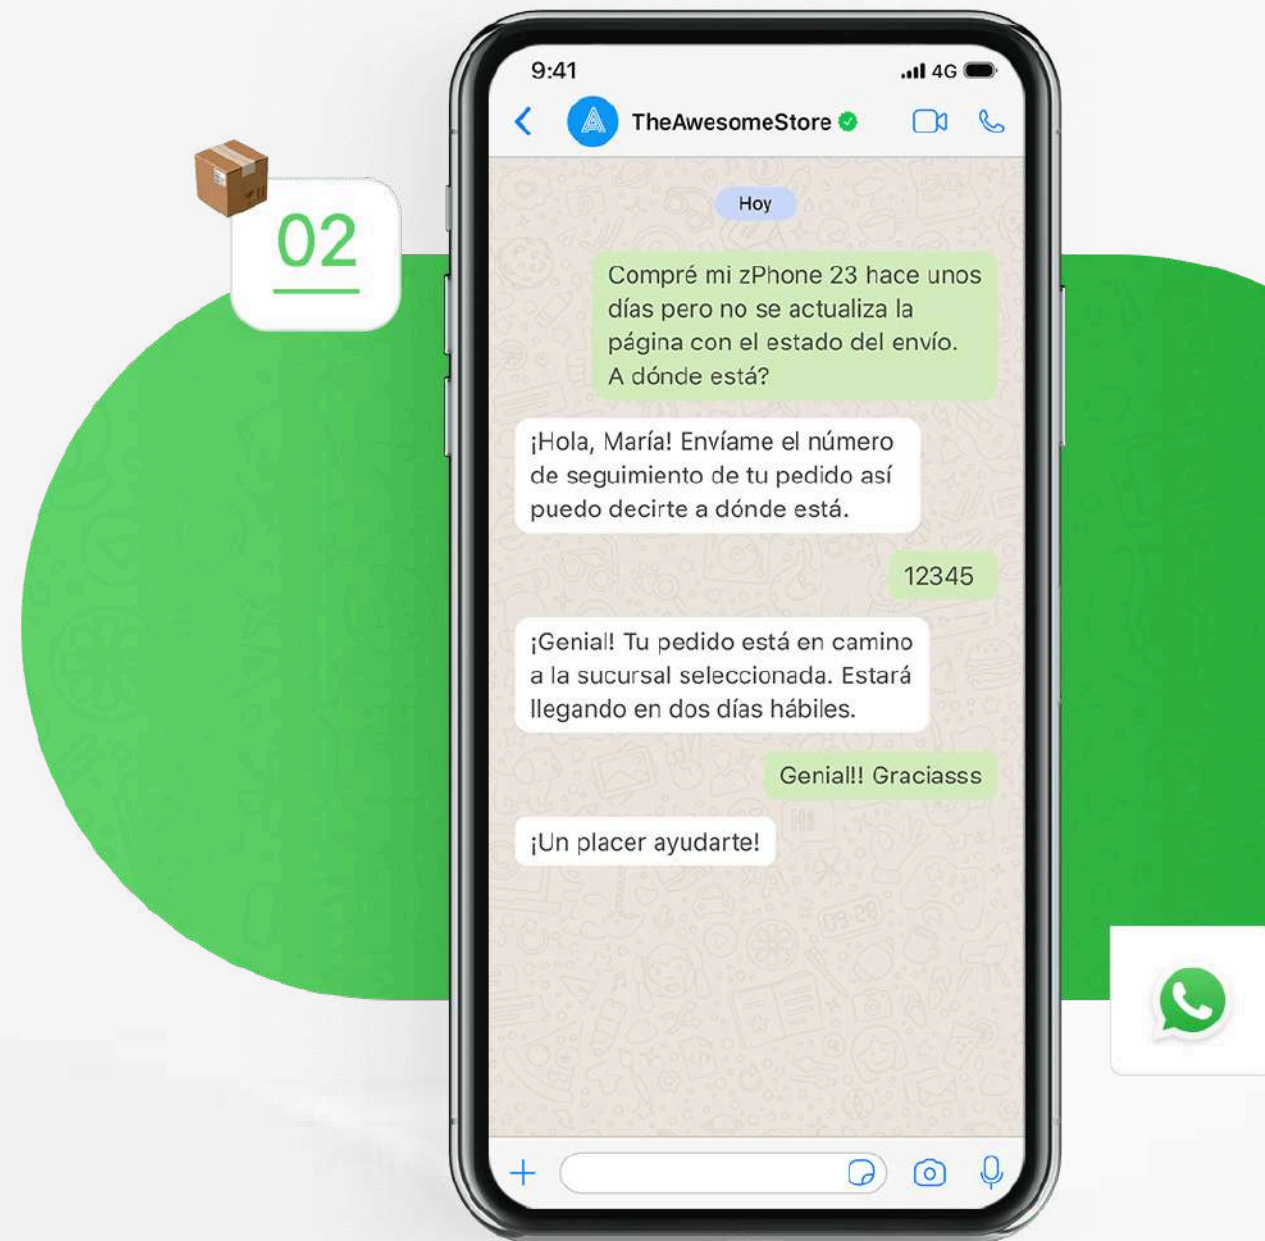 9:41
4G
TheAwesomeStore
02
Hoy
Compré mi zPhone 23 hace unos
días pero no se actualiza la
página con el estado del envío.
A dónde está?
¡Hola, María! Envíame el número
de seguimiento de tu pedido así
puedo decirte a dónde está.
12345
¡Genial! Tu pedido está en camino
a la sucursal seleccionada. Estará
llegando en dos días hábiles.
Genial!! Graciasss
¡Un placer ayudarte!